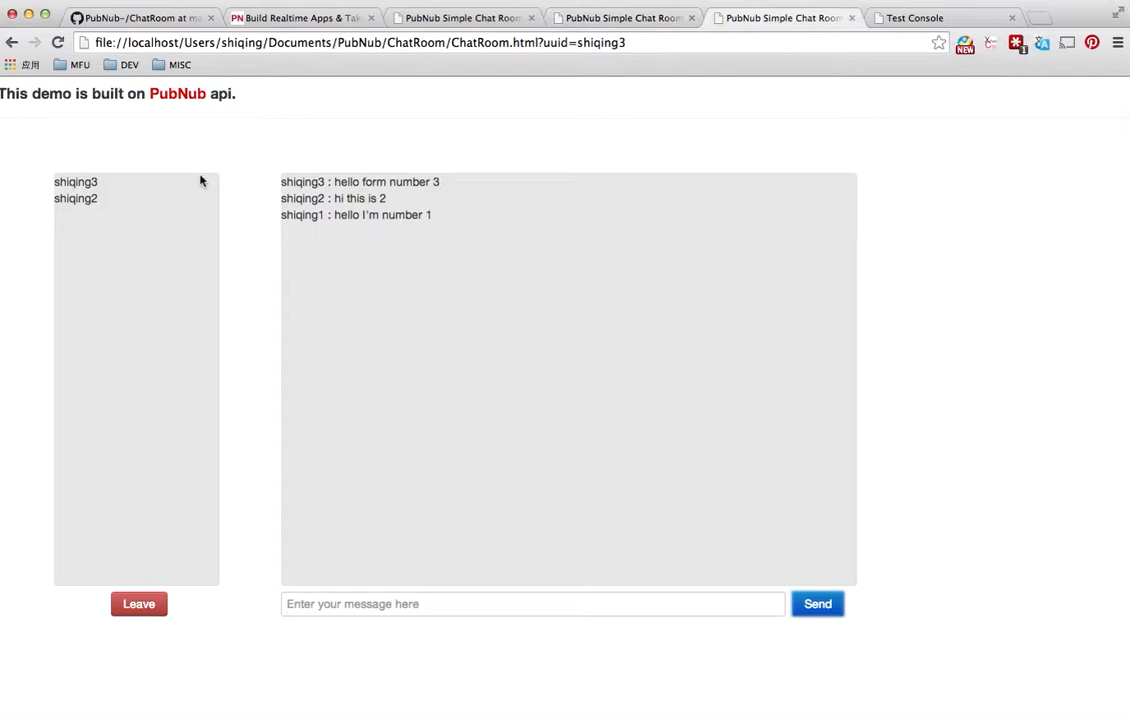 PubNub-/ChatRoom at ma
PN Build Realtime Apps & Tak
PubNub Simple Chat Room
PubNub Simple Chat Room
PubNub Simple Chat Room
Test Console
file://localhost/Users/shiqing/Documents/PubNub/ChatRoom/ChatRoom.html?uuid=shiqing3
NEW
1
应用
MFU
DEV
MISC
This demo is built on PubNub api.
shiqing3
shiqing2
shiqing3 : hello form number 3
shiqing2 : hi this is 2
shiqing1 : hello I'm number 1
Leave
Enter your message here
Send